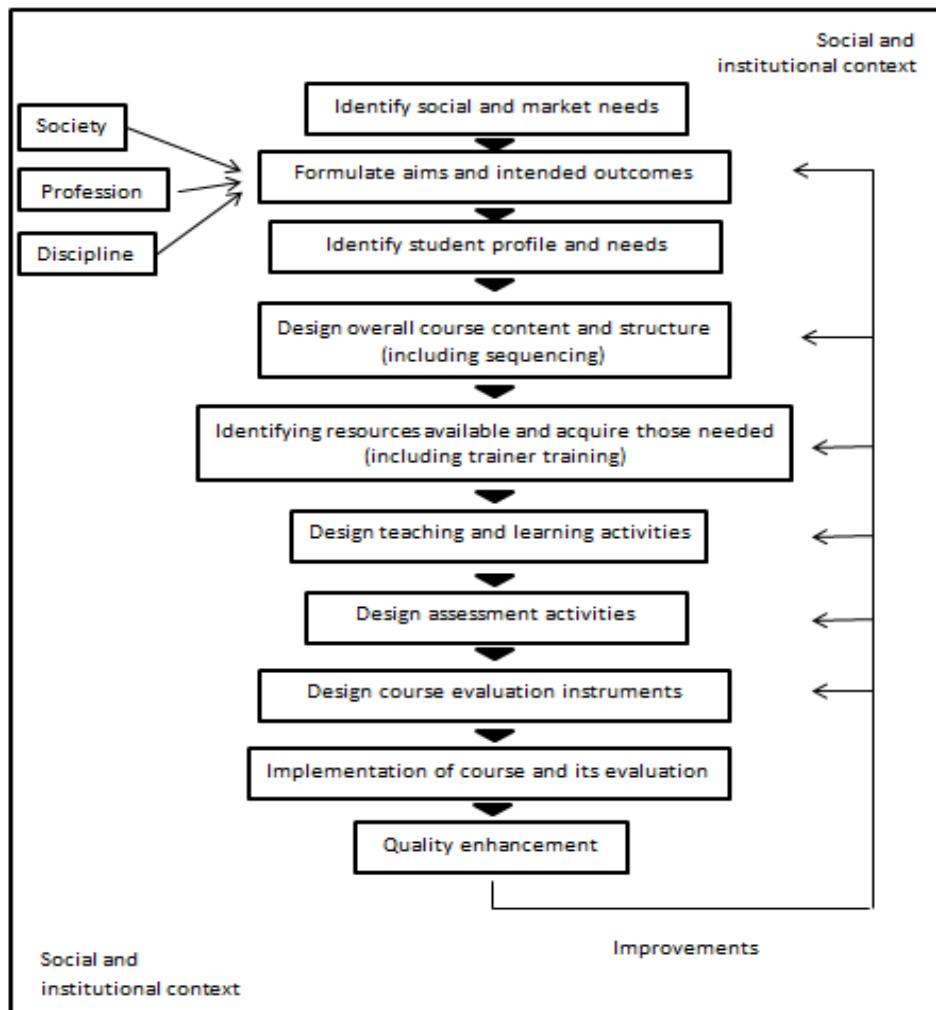 Social and
institutional context
Identify social and market needs
Society
Formulate aims and intended outcomes
Profession
Identify student profile and needs
Discipline
Design overall course content and structure
(including sequencing)
Identifying resources available and acquire those needed
(including trainer training)
Design teaching and learning activities
Design assessment activities
Design course evaluation instruments
Implementation of course and its evaluation
Quality enhancement
Improvements
Social and
institutional context